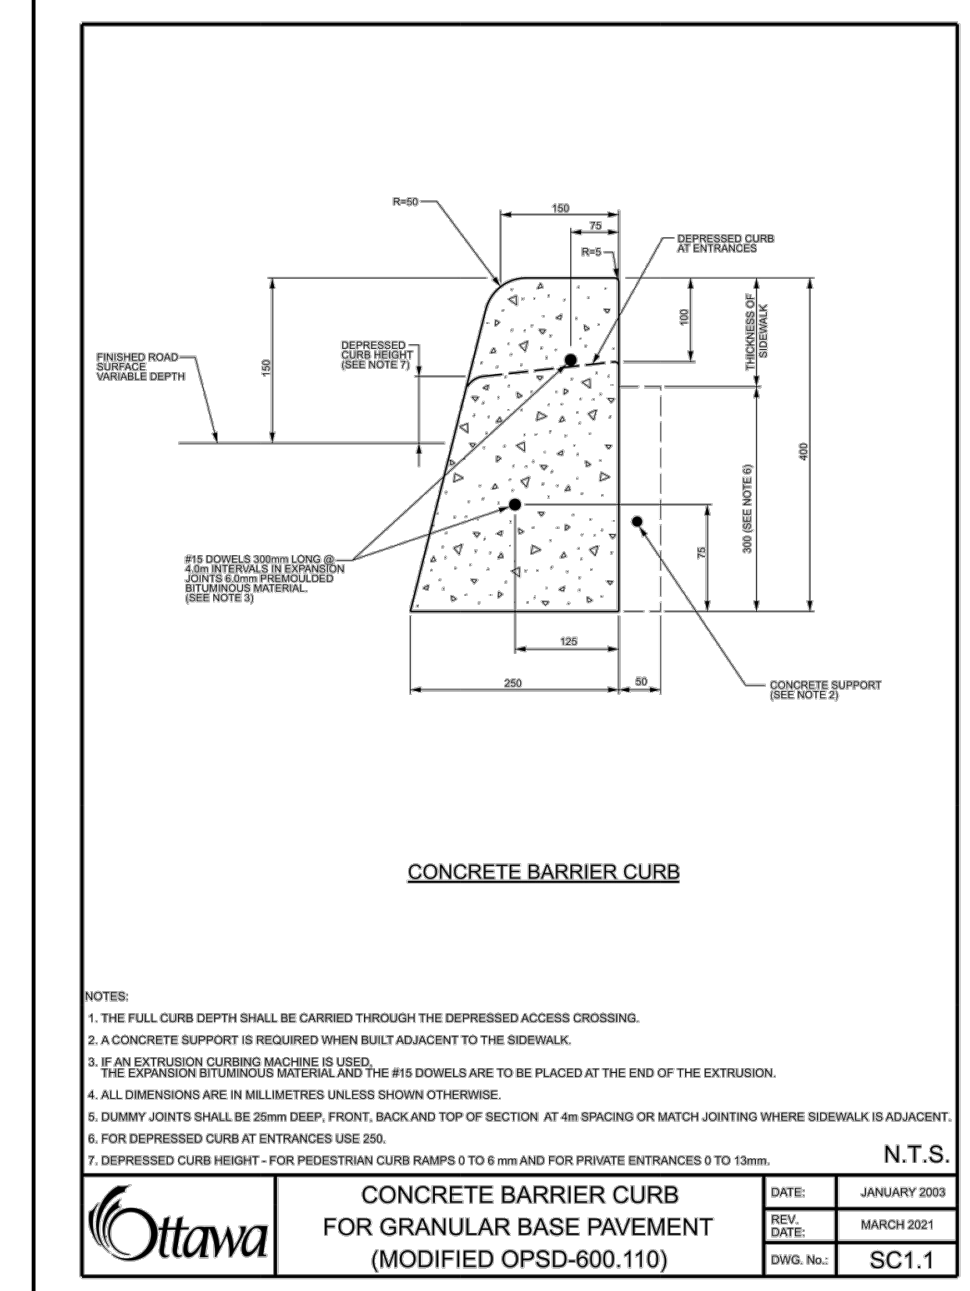 R=50
150
75
R=5
DEPRESSED CURB
AT ENTRANCES
100
THICKNESS OF
SIDEWALK
DEPRESSED
CURB HEIGHT
(SEE NOTE 7)
FINISHED ROAD
SURFACE
VARIABLE DEPTH
150
400
300 (SEE NOTE 6)
75
#15 DOWELS 300mm LONG @
4.0m INTERVALS IN EXPANSION
JOINTS 6.0mm PREMOULDED
BITUMINOUS MATERIAL.
(SEE NOTE 3)
125
250
50
CONCRETE SUPPORT
(SEE NOTE 2)
CONCRETE BARRIER CURB
NOTES:
1. THE FULL CURB DEPTH SHALL BE CARRIED THROUGH THE DEPRESSED ACCESS CROSSING.
2. A CONCRETE SUPPORT IS REQUIRED WHEN BUILT ADJACENT TO THE SIDEWALK.
3. IF AN EXTRUSION CURBING MACHINE IS USED,
THE EXPANSION BITUMINOUS MATERIAL AND THE #15 DOWELS ARE TO BE PLACED AT THE END OF THE EXTRUSION.
4. ALL DIMENSIONS ARE IN MILLIMETRES UNLESS SHOWN OTHERWISE.
5. DUMMY JOINTS SHALL BE 25mm DEEP, FRONT, BACK AND TOP OF SECTION AT 4m SPACING OR MATCH JOINTING WHERE SIDEWALK IS ADJACENT.
6. FOR DEPRESSED CURB AT ENTRANCES USE 250.
7. DEPRESSED CURB HEIGHT - FOR PEDESTRIAN CURB RAMPS 0 TO 6 mm AND FOR PRIVATE ENTRANCES 0 TO 13mm.
N.T.S.
Ottawa
CONCRETE BARRIER CURB
FOR GRANULAR BASE PAVEMENT
(MODIFIED OPSD-600.110)
DATE: JANUARY 2003
REV.
DATE: MARCH 2021
DWG. No.: SC1.1